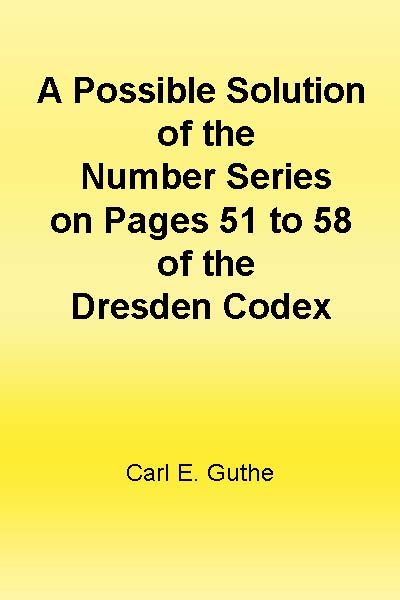 A Possible Solution
of the
Number Series
on Pages 51 to 58
of the
Dresden Codex
Carl E. Guthe